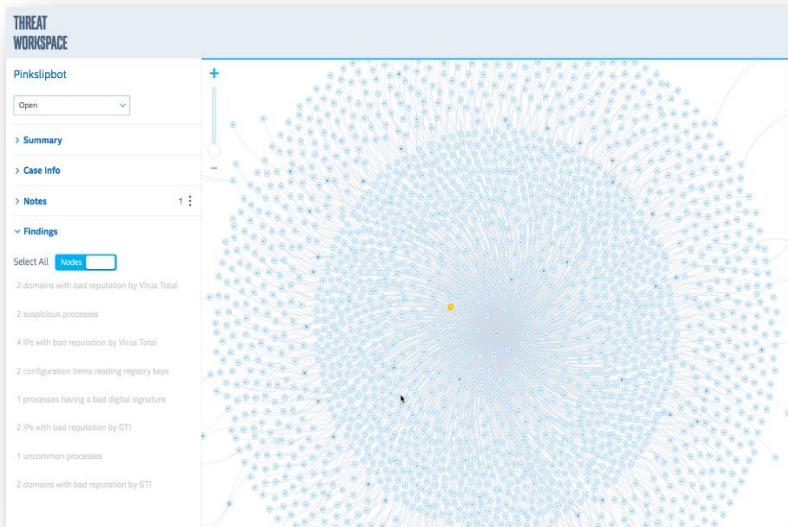 THREAT
WORKSPACE
Pinkslipbot
Open
Summary
Case Info
Notes 1
Findings
Select All Nodes
2 domains with bad reputation by Virus Total
2 suspicious processes
4 IPs with bad reputation by Virus Total
2 configuration items reading registry keys
1 processes having a bad digital signature
2 IPs with bad reputation by GTI
1 uncommon processes
2 domains with bad reputation by GTI